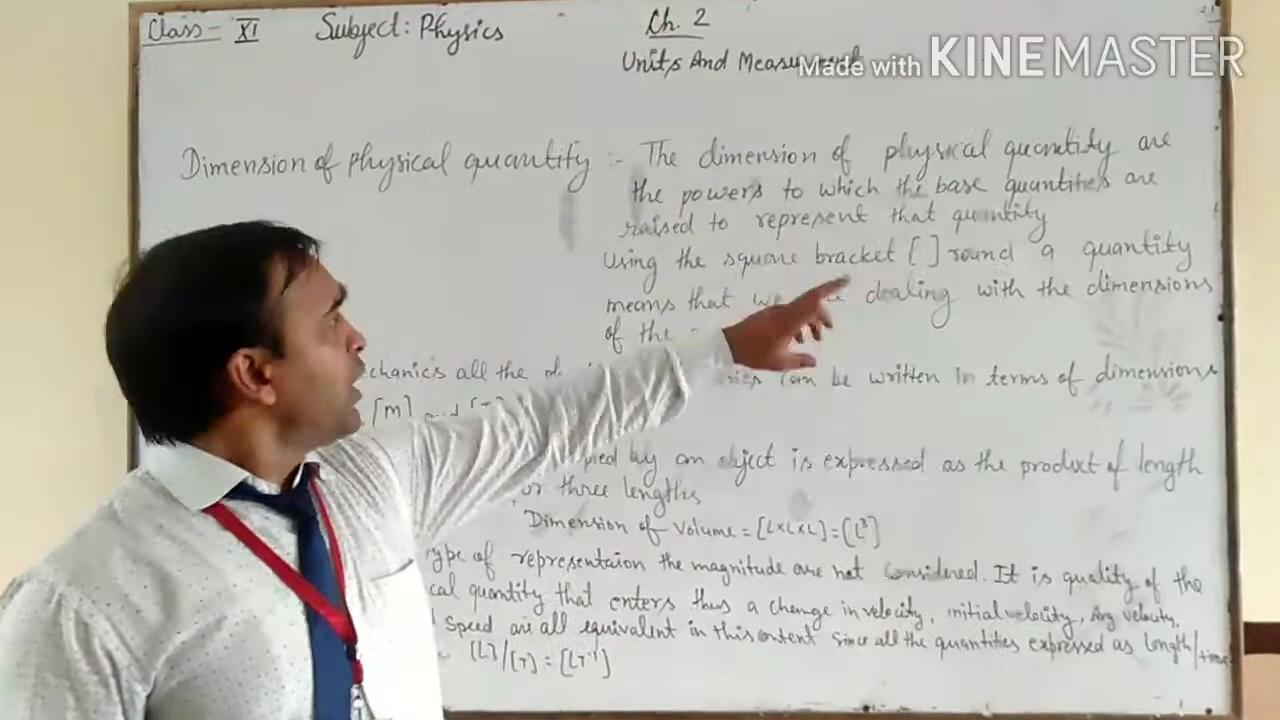 Class- XI Subject: Physics Ch. 2
Units And Measurement
Made with KINEMASTER
Dimension of physical quantity :- The dimension of physical quantity are
the powers to which the base quantities are
raised to represent that quantity
Using the square bracket [ ] round a quantity
means that we dealing with the dimensions
of the
chanics all the can be written in terms of dimensions
[M] and [T]
pied by an object is expressed as the product of length
or three lengths
Dimension of Volume = [L×L×L] = [L³]
ype of representaion the magnitude are not considered. It is quality of the
cal quantity that enters thus a change in velocity, initial velocity, Avg velocity,
speed are all equivalent in this content since all the quantities expressed as length/time
[L]/[T] = [LT⁻¹]